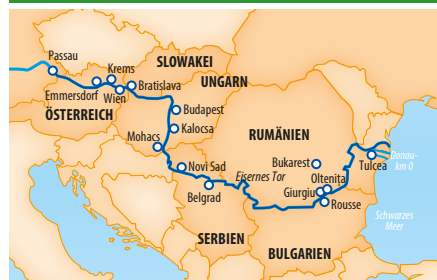 Passau
Krems
SLOWAKEI
Emmersdorf
Wien
Bratislava
UNGARN
ÖSTERREICH
Budapest
Kalocsa
Mohacs
RUMÄNIEN
Novi Sad
Eisernes Tor
Bukarest
Oltenita
Giurgiu
Tulcea
Donau-
km 0
Belgrad
Rousse
Schwarzes
Meer
SERBIEN
BULGARIEN